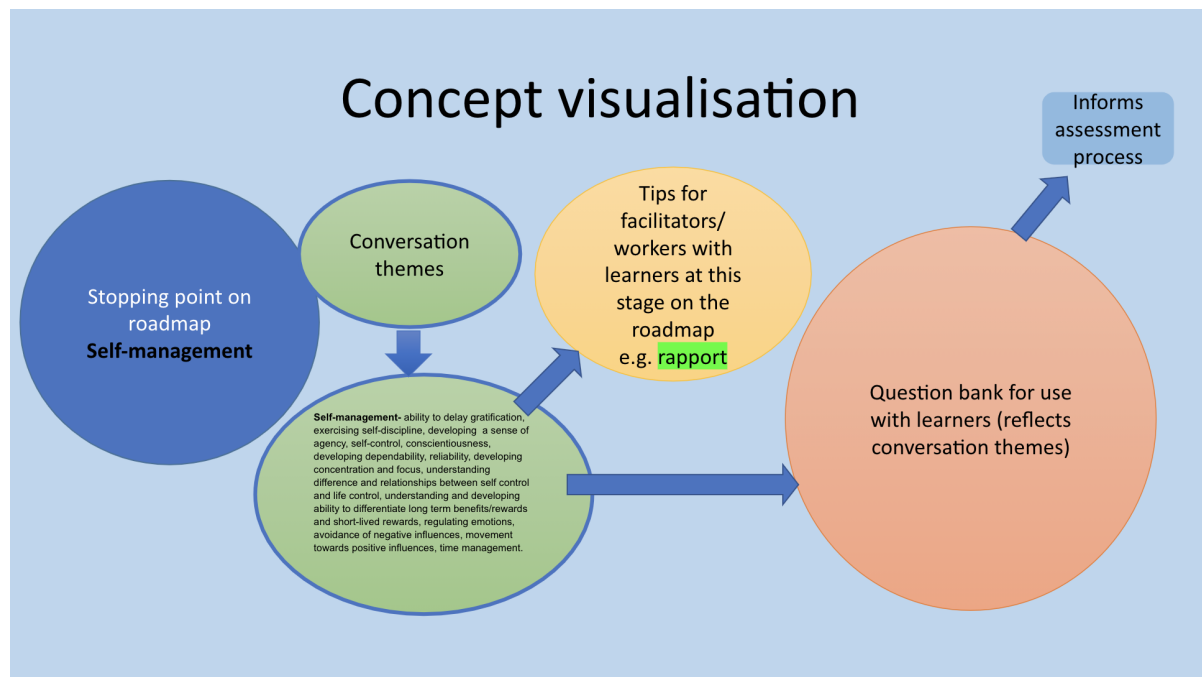 Concept visualisation
Informs
assessment
process
Stopping point on
roadmap
Self-management
Conversation
themes
Tips for
facilitators/
workers with
learners at this
stage on the
roadmap
e.g. rapport
Self-management- ability to delay gratification,
exercising self-discipline, developing a sense of
agency, self-control, conscientiousness,
developing dependability, reliability, developing
concentration and focus, understanding
difference and relationships between self control
and life control, understanding and developing
ability to differentiate long term benefits/rewards
and short-lived rewards, regulating emotions,
avoidance of negative influences, movement
towards positive influences, time management.
Question bank for use
with learners (reflects
conversation themes)